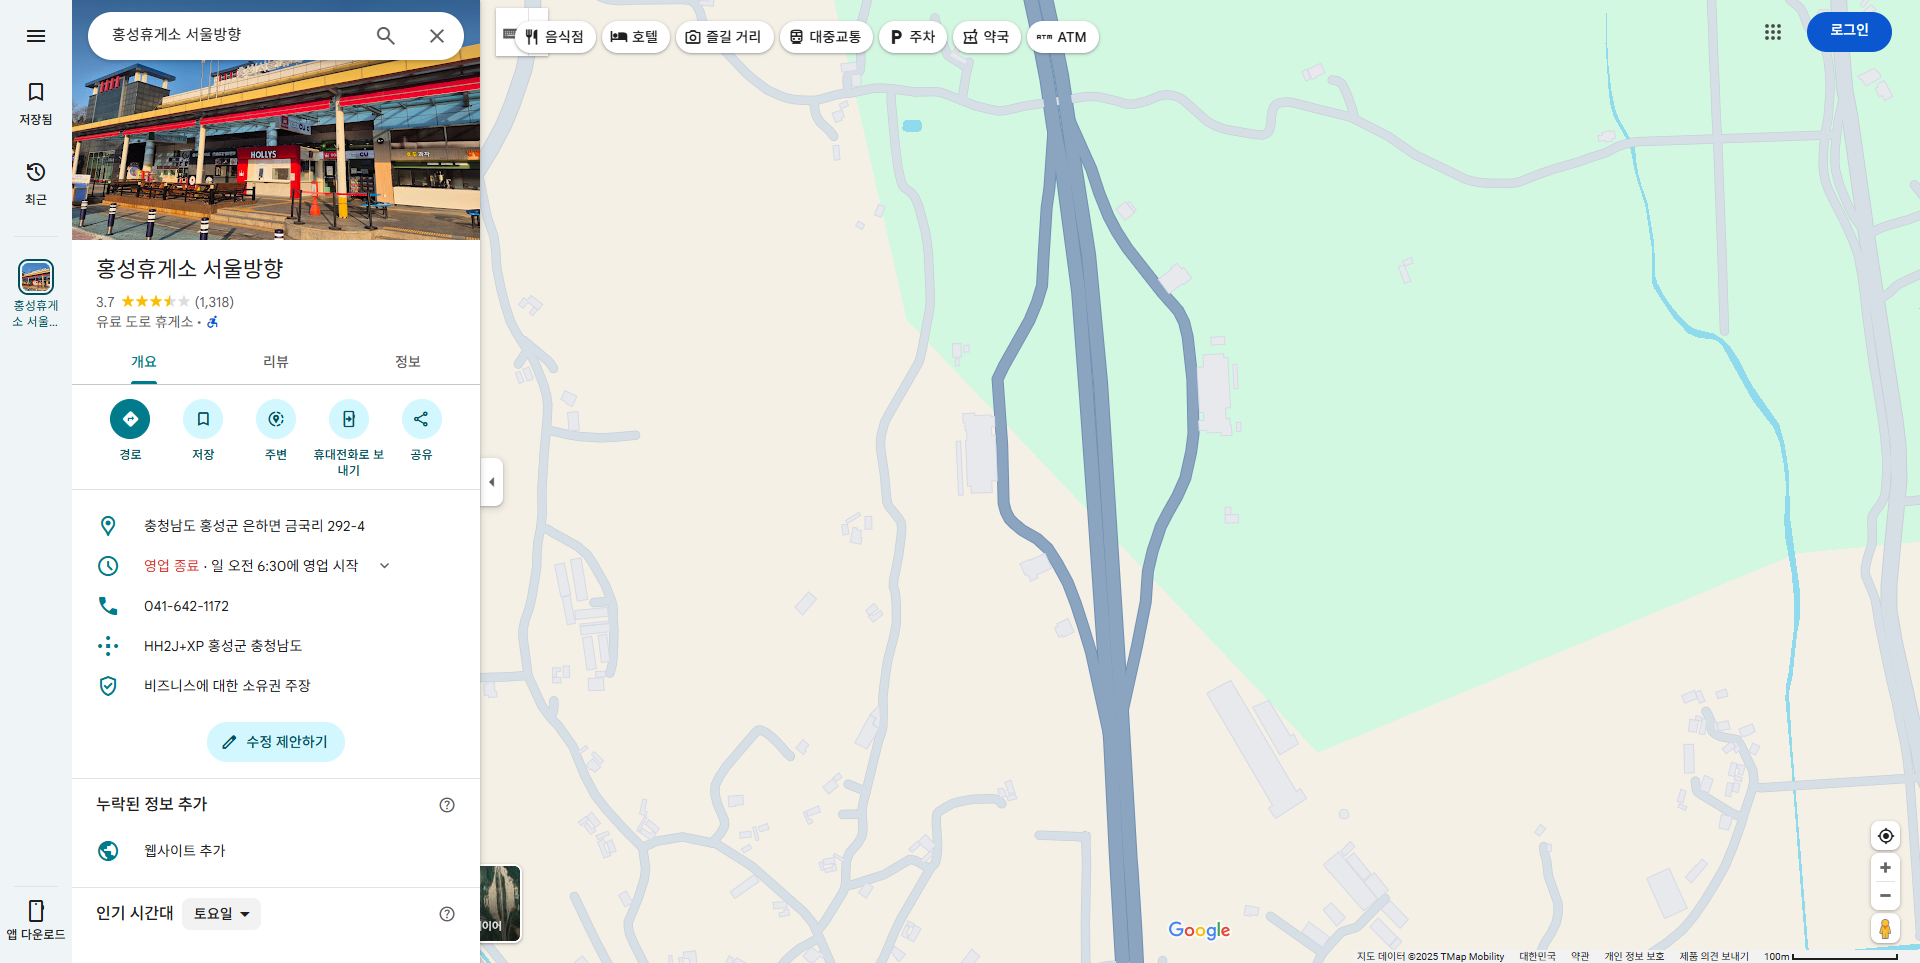 홍성휴게소 서울방향
음식점
호텔
즐길 거리
대중교통
주차
약국
ATM ATM
로그인
저장됨
최근
홍성휴게
소 서울...
HOLLYS
CU
홍성휴게소 서울방향
3.7 (1,318)
유료 도로 휴게소 ·
개요
리뷰
정보
경로
저장
주변
휴대전화로 보
내기
공유
충청남도 홍성군 은하면 금국리 292-4
영업 종료 · 일 오전 6:30에 영업 시작
041-642-1172
HH2J+XP 홍성군 충청남도
비즈니스에 대한 소유권 주장
수정 제안하기
누락된 정보 추가
웹사이트 추가
인기 시간대 토요일
앱 다운로드
이어
Google
지도 데이터 ©2025 TMap Mobility 대한민국 약관 개인 정보 보호 제품 의견 보내기 100m